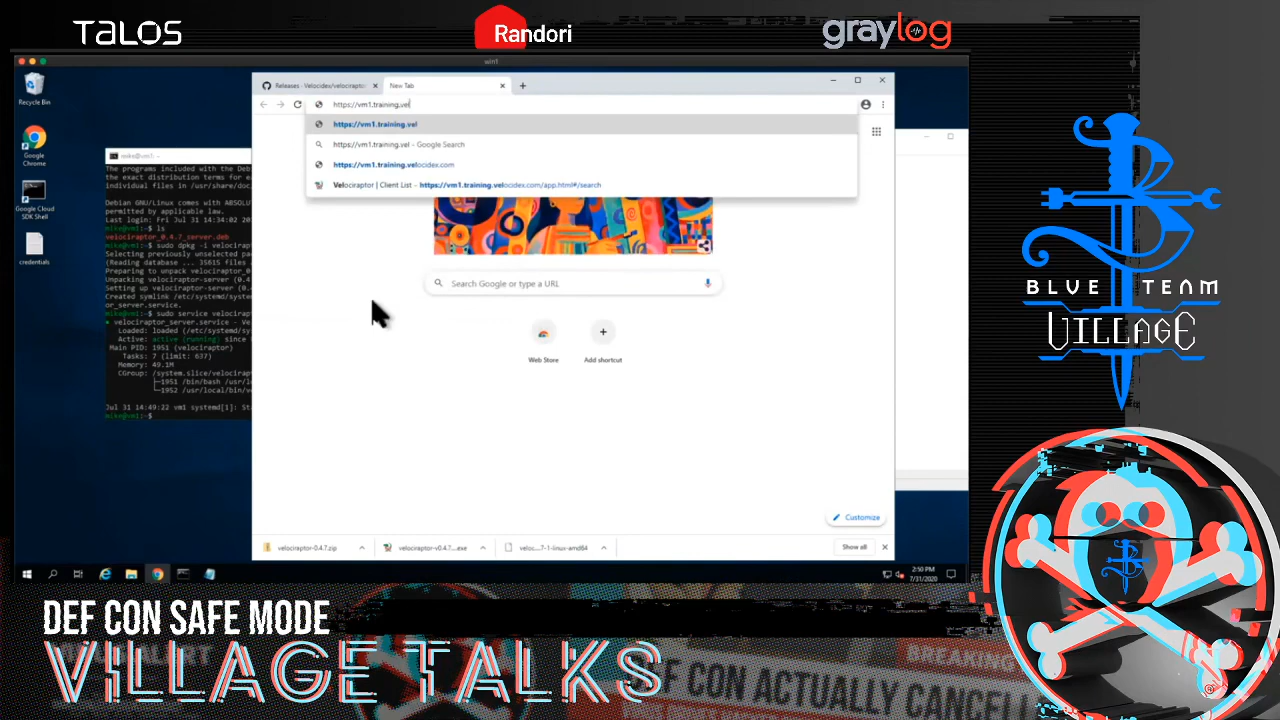 TALOS
Randori
graylog
win1
Recycle Bin
Google Chrome
Google Cloud SDK Shell
credentials
mike@vm1: ~
The programs included with the Deb
the exact distribution terms for e
individual files in /usr/share/doc
Debian GNU/Linux comes with ABSOLU
permitted by applicable law.
Last login: Fri Jul 31 14:34:02 20
ls
velociraptor_0.4.7_server.deb
mike@vm1:~$ sudo dpkg -i velocirap
Selecting previously unselected pa
(Reading database ... 35615 files
Preparing to unpack velociraptor_0
Unpacking velociraptor-server (0.4
Setting up velociraptor-server (0.
Created symlink /etc/systemd/syste
or_server.service.
mike@vm1:~$ sudo service velocirap
● velociraptor_server.service - Ve
Loaded: loaded (/etc/systemd/sy
Active: active (running) since
Main PID: 1951 (velociraptor)
Tasks: 7 (limit: 637)
Memory: 49.1M
CGroup: /system.slice/velocirap
├─1951 /bin/bash /usr/lo
└─1952 /usr/local/bin/ve
Jul 31 14:49:22 vm1 systemd[1]: Sta
mike@vm1:~$
Releases · Velocidex/velociraptor
New Tab
https://vm1.training.vel
https://vm1.training.vel
https://vm1.training.vel - Google Search
https://vm1.training.velocidex.com
Velociraptor | Client List - https://vm1.training.velocidex.com/app.html#/search
Search Google or type a URL
Web Store
Add shortcut
Customize
velociraptor-0.4.7.zip
velociraptor-v0.4.7....exe
veloc....7-1-linux-amd64
Show all
2:50 PM
7/31/2020
BLUE TEAM
VILLAGE
DEF CON SAFE MODE
VILLAGE TALKS
BREAKING
DEF CON ACTUALLY CANCEL